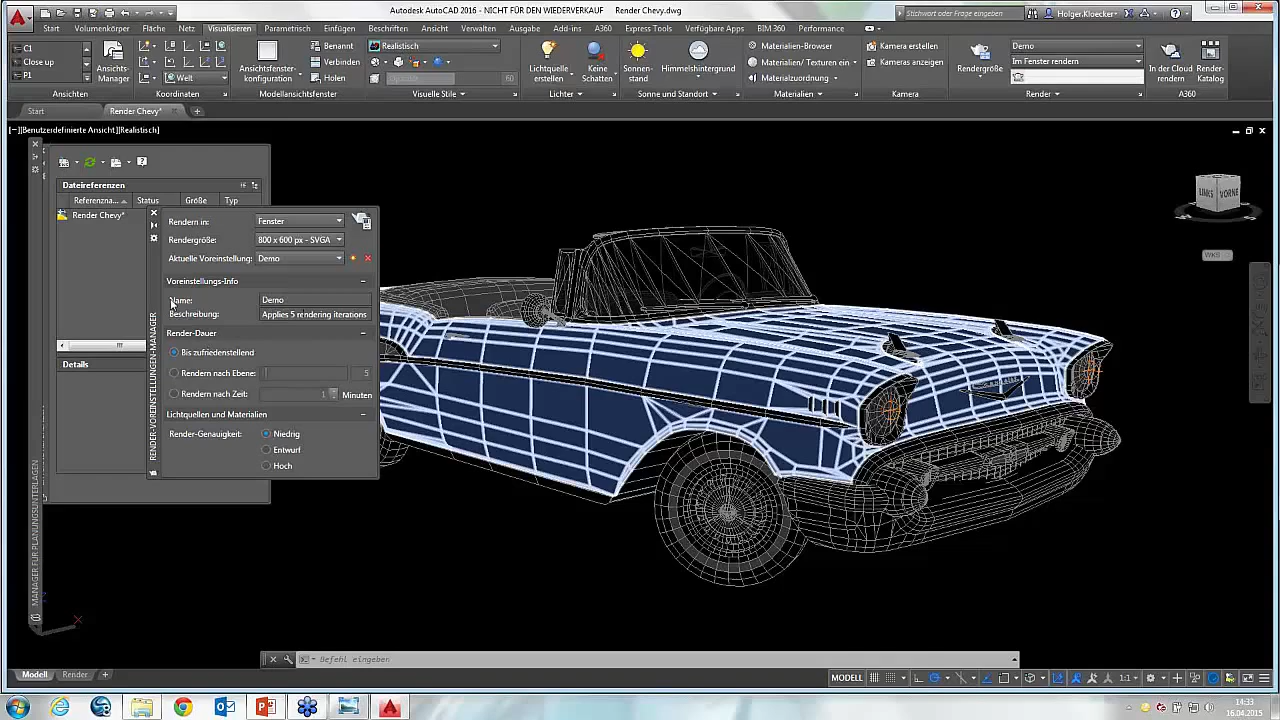 Autodesk AutoCAD 2016 - NICHT FÜR DEN WIEDERVERKAUF Render Chevy.dwg
Stichwort oder Frage eingeben
Holger.Kloecker
Start Volumenkörper Fläche Netz Visualisieren Parametrisch Einfügen Beschriften Ansicht Verwalten Ausgabe Add-ins A360 Express Tools Verfügbare Apps BIM 360 Performance
C1
Close up
P1
Ansichts-
Manager
Ansichten
Welt
Koordinaten
Ansichtsfenster-
konfiguration
Benannt
Verbinden
Holen
Modellansichtsfenster
Realistisch
60
Visuelle Stile
Lichtquelle
erstellen
Keine
Schatten
Lichter
Sonnen-
stand
Himmelshintergrund
Sonne und Standort
Materialien-Browser
Materialien/ Texturen ein
Materialzuordnung
Materialien
Kamera erstellen
Kameras anzeigen
Kamera
Rendergröße
Demo
Im Fenster rendern
Render
In der Cloud
rendern
Render-
Katalog
A360
Start Render Chevy*
[−][Benutzerdefinierte Ansicht][Realistisch]
LINKS VORNE
WKS
Dateireferenzen
Referenzna... Status Größe Typ
Render Chevy*
Details
MANAGER FÜR PLANUNGSUNTERLAGEN
RENDER-VOREINSTELLUNGEN-MANAGER
Rendern in: Fenster
Rendergröße: 800 x 600 px - SVGA
Aktuelle Voreinstellung: Demo
Voreinstellungs-Info
Name: Demo
Beschreibung: Applies 5 rendering iterations
Render-Dauer
Bis zufriedenstellend
Rendern nach Ebene: 5
Rendern nach Zeit: 1 Minuten
Lichtquellen und Materialien
Render-Genauigkeit: Niedrig
Entwurf
Hoch
X
Z
Befehl eingeben
Modell Render +
MODELL
1:1
14:33
16.04.2015